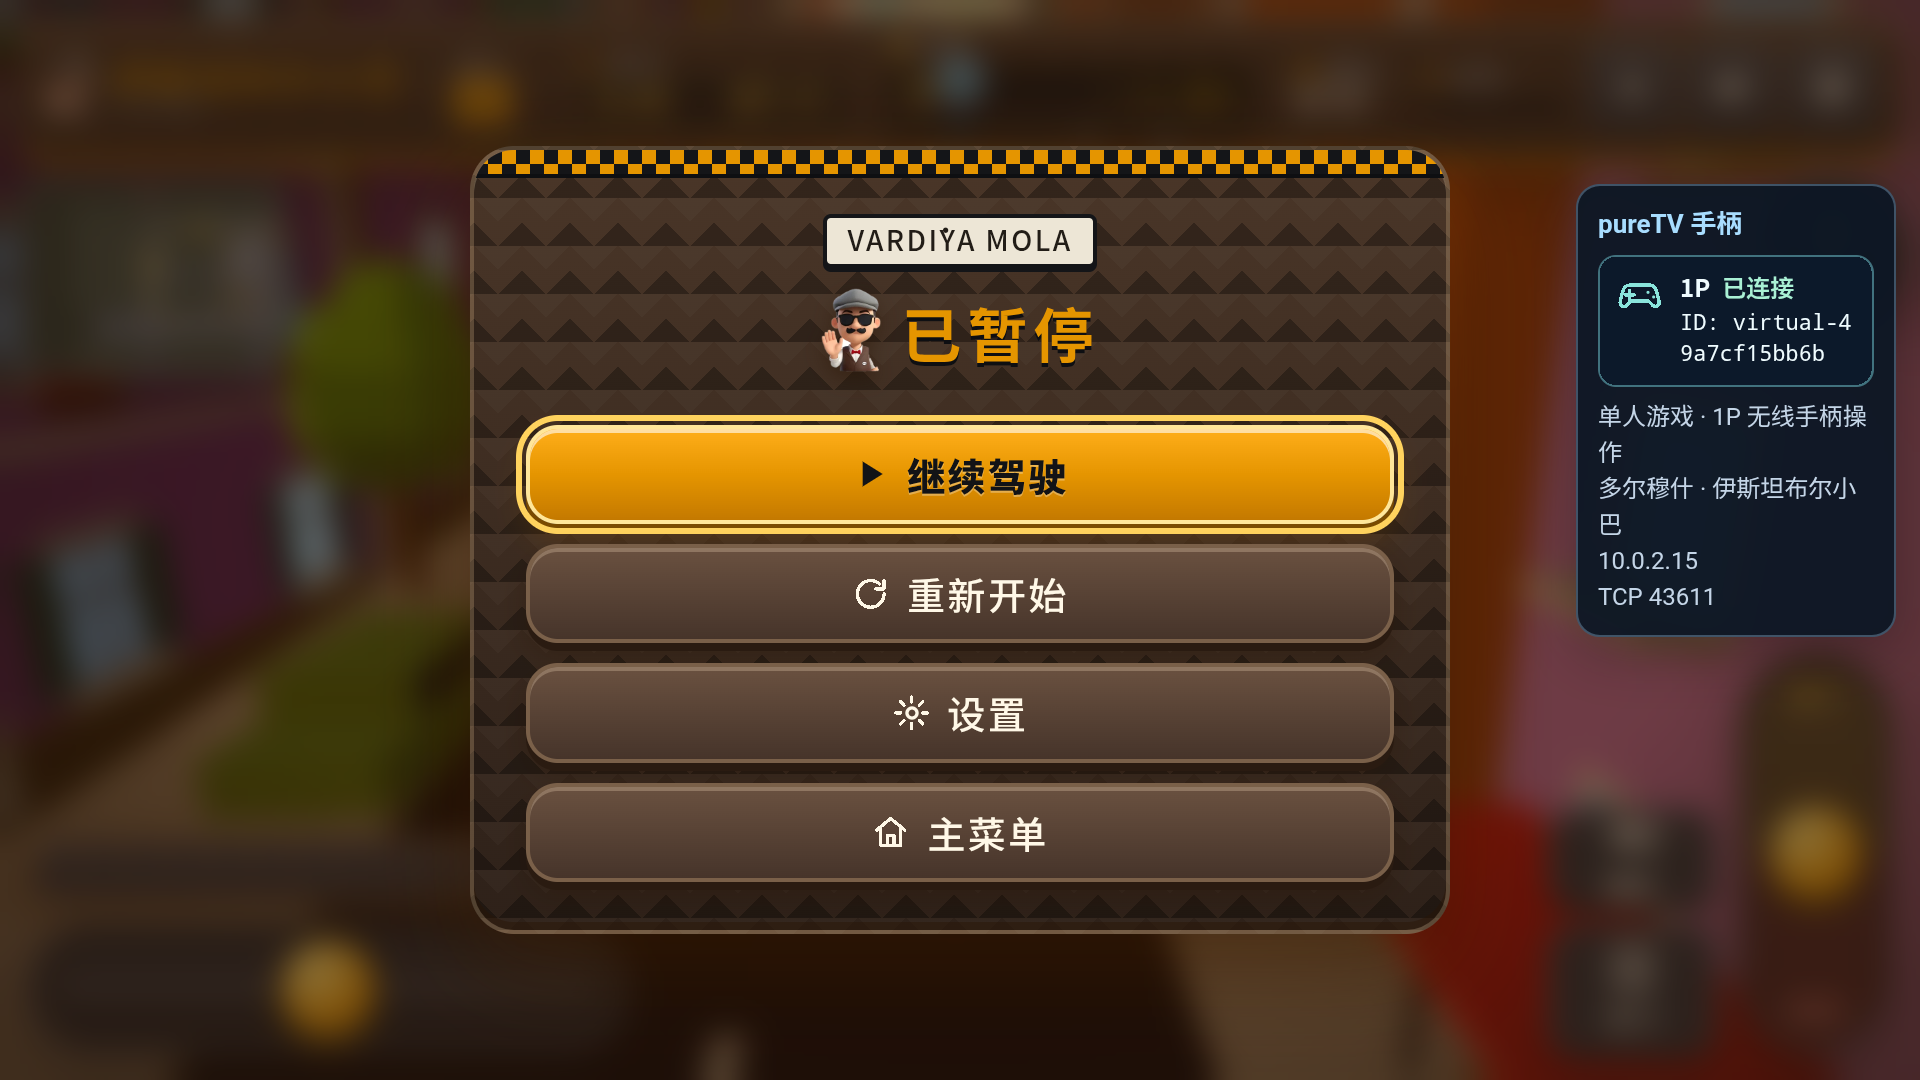 VARDİYA MOLA
已暂停
继续驾驶
重新开始
设置
主菜单
pureTV 手柄
1P 已连接
ID: virtual-4
9a7cf15bb6b
单人游戏 · 1P 无线手柄操
作
多尔穆什 · 伊斯坦布尔小
巴
10.0.2.15
TCP 43611